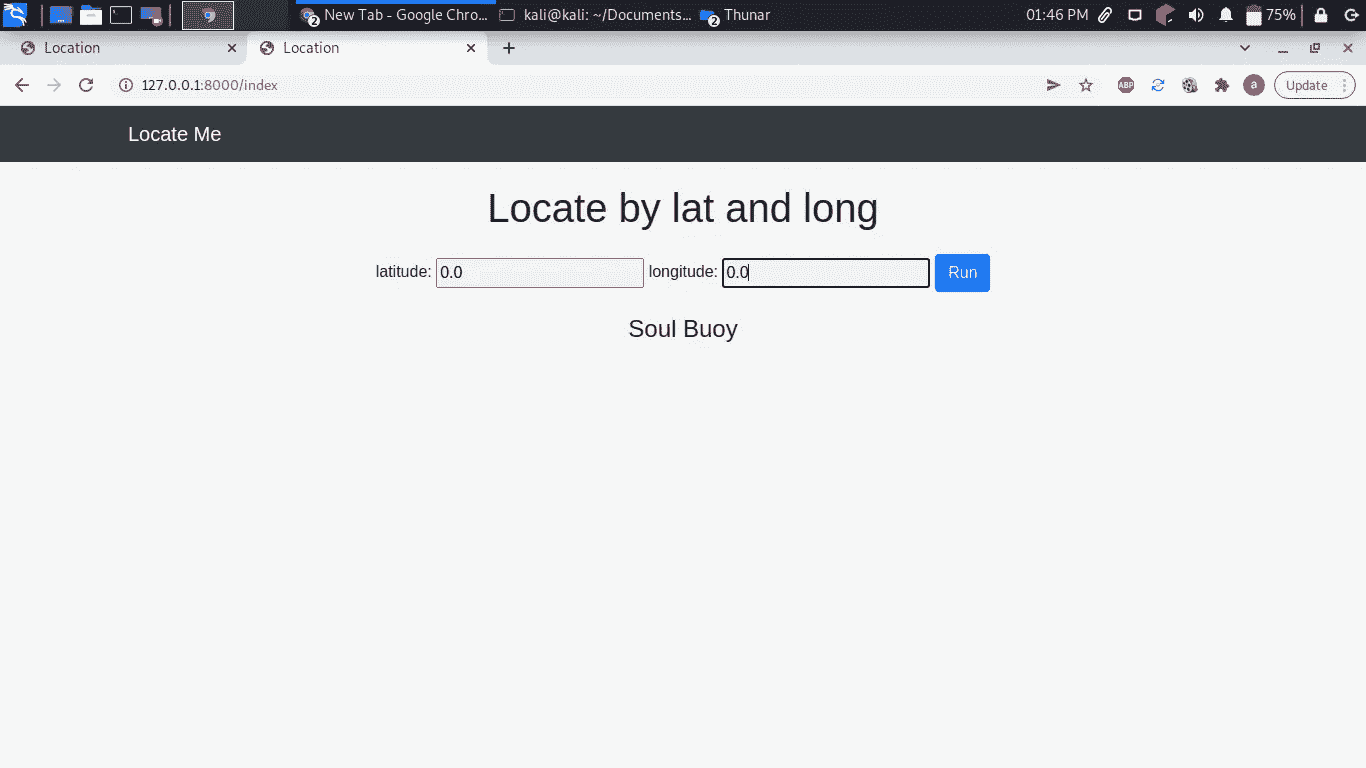 New Tab - Google Chro... kali@kali: ~/Documents... Thunar 01:46 PM 75%
2 2
Location Location
127.0.0.1:8000/index ABP a Update
Locate Me
Locate by lat and long
latitude: 0.0 longitude: 0.0 Run
Soul Buoy